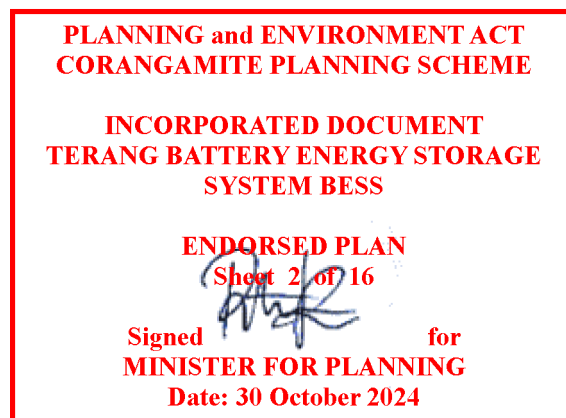 PLANNING and ENVIRONMENT ACT
CORANGAMITE PLANNING SCHEME
INCORPORATED DOCUMENT
TERANG BATTERY ENERGY STORAGE
SYSTEM BESS
ENDORSED PLAN
Sheet 2 of 16
Signed for
MINISTER FOR PLANNING
Date: 30 October 2024